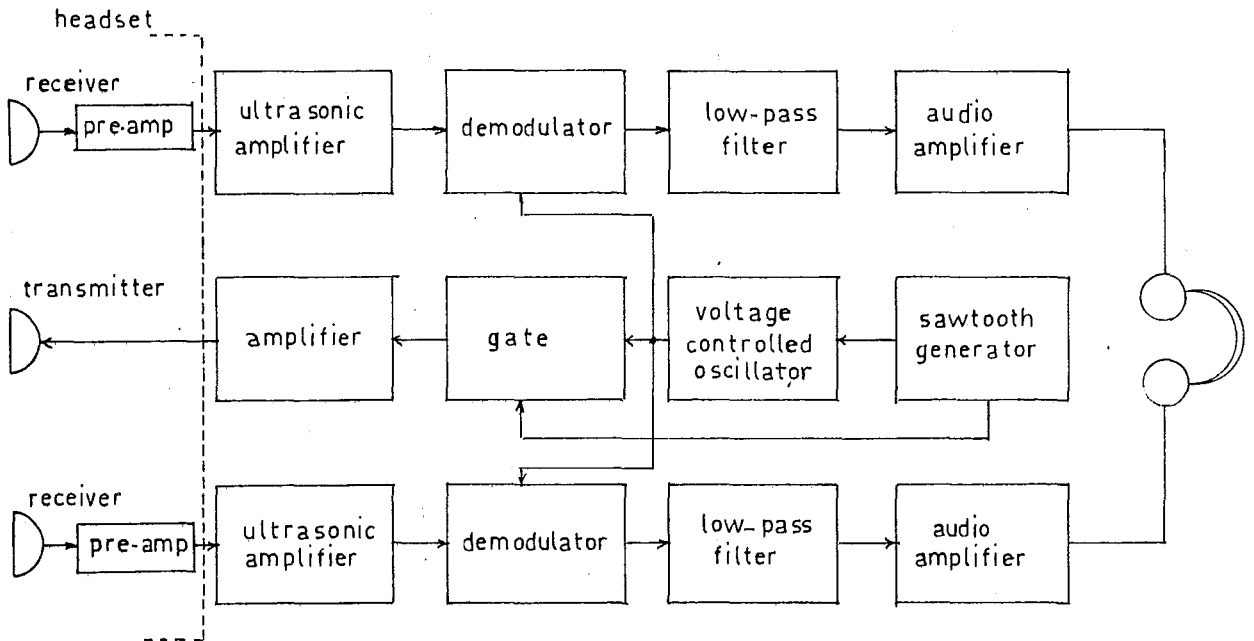 headset
receiver
pre-amp
ultrasonic
amplifier
demodulator
low-pass
filter
audio
amplifier
transmitter
amplifier
gate
voltage
controlled
oscillator
sawtooth
generator
receiver
pre-amp
ultrasonic
amplifier
demodulator
low-pass
filter
audio
amplifier